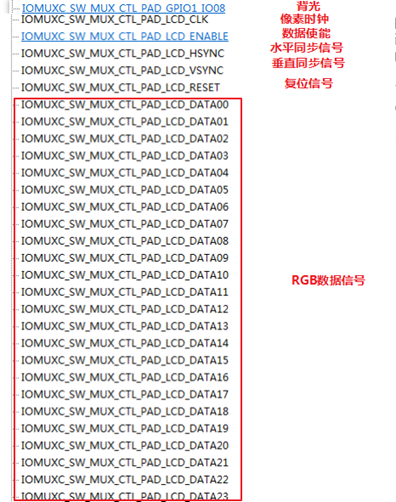 IOMUXC_SW_MUX_CTL_PAD_GPIO1_IO08 背光
IOMUXC_SW_MUX_CTL_PAD_LCD_CLK 像素时钟
IOMUXC_SW_MUX_CTL_PAD_LCD_ENABLE 数据使能
IOMUXC_SW_MUX_CTL_PAD_LCD_HSYNC 水平同步信号
IOMUXC_SW_MUX_CTL_PAD_LCD_VSYNC 垂直同步信号
IOMUXC_SW_MUX_CTL_PAD_LCD_RESET 复位信号
IOMUXC_SW_MUX_CTL_PAD_LCD_DATA00
IOMUXC_SW_MUX_CTL_PAD_LCD_DATA01
IOMUXC_SW_MUX_CTL_PAD_LCD_DATA02
IOMUXC_SW_MUX_CTL_PAD_LCD_DATA03
IOMUXC_SW_MUX_CTL_PAD_LCD_DATA04
IOMUXC_SW_MUX_CTL_PAD_LCD_DATA05
IOMUXC_SW_MUX_CTL_PAD_LCD_DATA06
IOMUXC_SW_MUX_CTL_PAD_LCD_DATA07
IOMUXC_SW_MUX_CTL_PAD_LCD_DATA08
IOMUXC_SW_MUX_CTL_PAD_LCD_DATA09
IOMUXC_SW_MUX_CTL_PAD_LCD_DATA10 RGB数据信号
IOMUXC_SW_MUX_CTL_PAD_LCD_DATA11
IOMUXC_SW_MUX_CTL_PAD_LCD_DATA12
IOMUXC_SW_MUX_CTL_PAD_LCD_DATA13
IOMUXC_SW_MUX_CTL_PAD_LCD_DATA14
IOMUXC_SW_MUX_CTL_PAD_LCD_DATA15
IOMUXC_SW_MUX_CTL_PAD_LCD_DATA16
IOMUXC_SW_MUX_CTL_PAD_LCD_DATA17
IOMUXC_SW_MUX_CTL_PAD_LCD_DATA18
IOMUXC_SW_MUX_CTL_PAD_LCD_DATA19
IOMUXC_SW_MUX_CTL_PAD_LCD_DATA20
IOMUXC_SW_MUX_CTL_PAD_LCD_DATA21
IOMUXC_SW_MUX_CTL_PAD_LCD_DATA22
IOMUXC_SW_MUX_CTL_PAD_LCD_DATA23